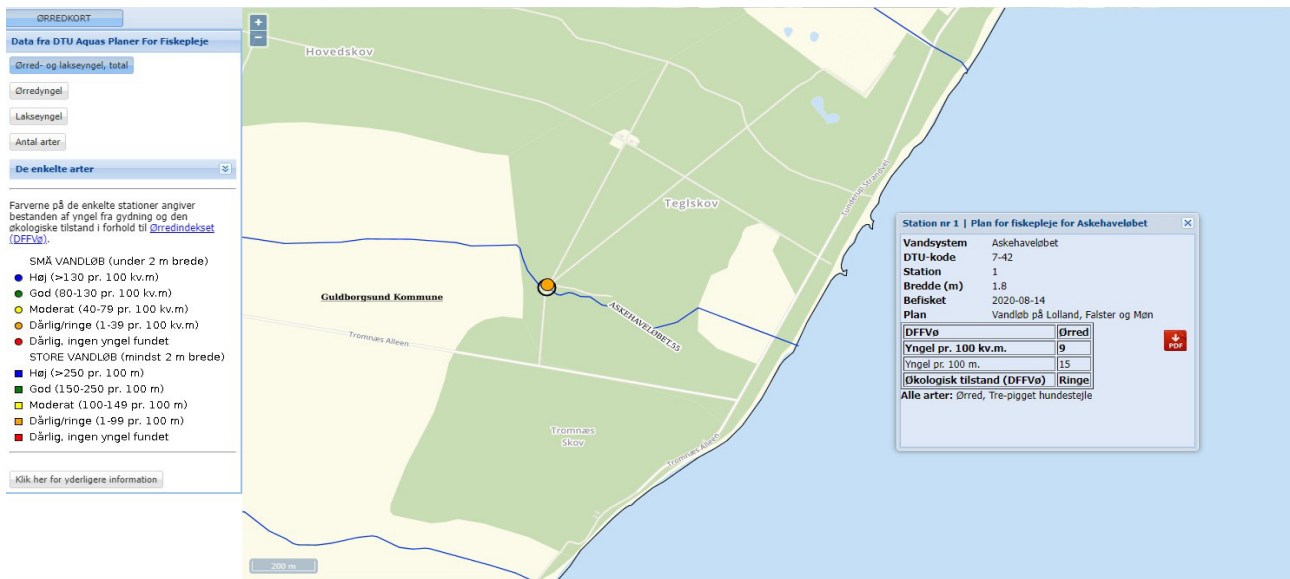 ØRREDKORT
Data fra DTU Aquas Planer For Fiskepleje
Ørred- og lakseyngel, total
Ørredyngel
Lakseyngel
Antal arter
De enkelte arter
Farverne på de enkelte stationer angiver
bestanden af yngel fra gydning og den
økologiske tilstand i forhold til Ørredindekset
(DFFVø).
SMÅ VANDLØB (under 2 m brede)
Høj (>130 pr. 100 kv.m)
God (80-130 pr. 100 kv.m)
Moderat (40-79 pr. 100 kv.m)
Dårlig/ringe (1-39 pr. 100 kv.m)
Dårlig, ingen yngel fundet
STORE VANDLØB (mindst 2 m brede)
Høj (>250 pr. 100 m)
God (150-250 pr. 100 m)
Moderat (100-149 pr. 100 m)
Dårlig/ringe (1-99 pr. 100 m)
Dårlig, ingen yngel fundet
Klik her for yderligere information
+
−
Hovedskov
Teglskov
Tunderup Strandvej
Guldborgsund Kommune
ASKEHAVELØBET,55
Tromnæs Alleen
Tromnæs
Skov
Tromnæs Alleen
200 m
Station nr 1 | Plan for fiskepleje for Askehaveløbet
Vandsystem Askehaveløbet
DTU-kode 7-42
Station 1
Bredde (m) 1.8
Befisket 2020-08-14
Plan Vandløb på Lolland, Falster og Møn
DFFVø Ørred
Yngel pr. 100 kv.m. 9
Yngel pr. 100 m. 15
Økologisk tilstand (DFFVø) Ringe
PDF
Alle arter: Ørred, Tre-pigget hundestejle